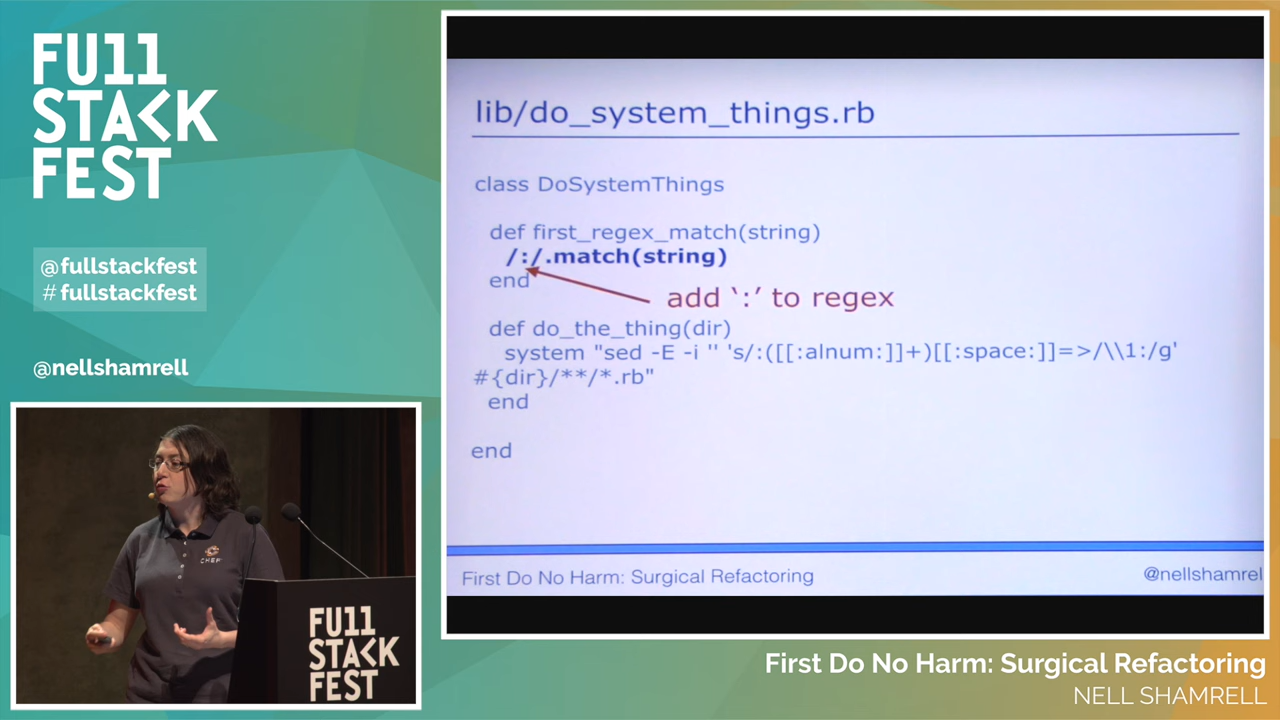 FU11
STACK
FEST
@fullstackfest
# fullstackfest
@nellshamrell
CHEF
FU11
STACK
FEST
lib/do_system_things.rb
class DoSystemThings
def first_regex_match(string)
/:/.match(string)
end
add ‘:’ to regex
def do_the_thing(dir)
system "sed -E -i '' 's/:([[:alnum:]]+)[[:space:]]=>/\\1:/g'
#{dir}/**/*.rb"
end
end
First Do No Harm: Surgical Refactoring
@nellshamrel
First Do No Harm: Surgical Refactoring
NELL SHAMRELL